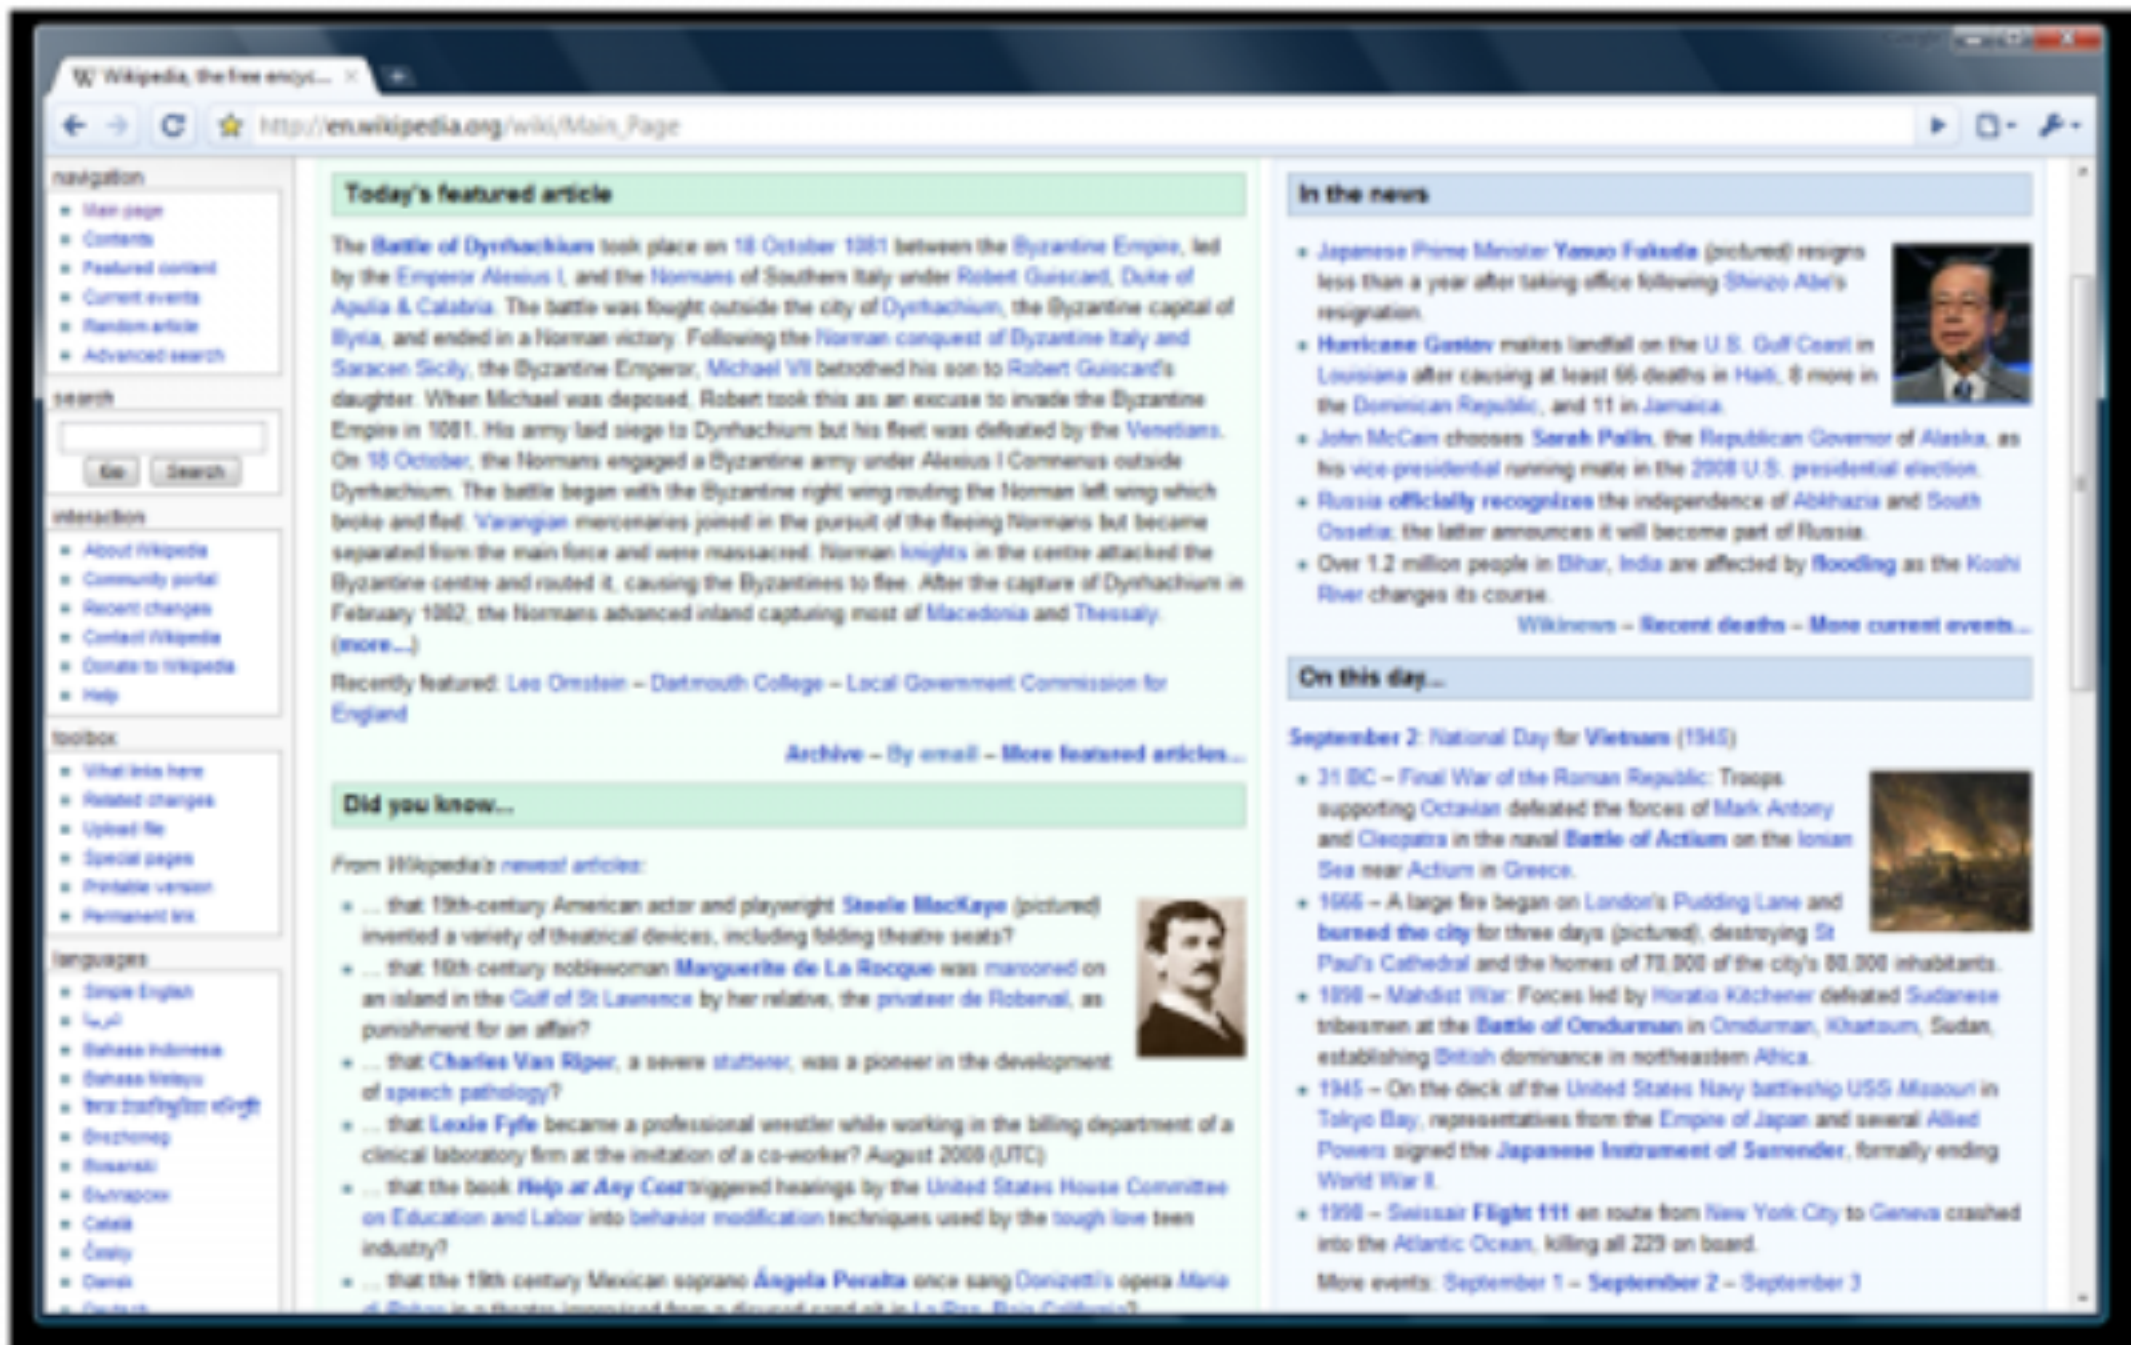 Wikipedia, the free encyc...
http://en.wikipedia.org/wiki/Main_Page
navigation
Main page
Contents
Featured content
Current events
Random article
Advanced search
search
Go Search
interaction
About Wikipedia
Community portal
Recent changes
Contact Wikipedia
Donate to Wikipedia
Help
toolbox
What links here
Related changes
Upload file
Special pages
Printable version
Permanent link
languages
Simple English
العربية
Bahasa Indonesia
Bahasa Melayu
Brezhoneg
Bosanski
Български
Català
Česky
Dansk
Deutsch
Today's featured article
The Battle of Dyrrhachium took place on 18 October 1081 between the Byzantine Empire, led
by the Emperor Alexius I, and the Normans of Southern Italy under Robert Guiscard, Duke of
Apulia & Calabria. The battle was fought outside the city of Dyrrhachium, the Byzantine capital of
Illyria, and ended in a Norman victory. Following the Norman conquest of Byzantine Italy and
Saracen Sicily, the Byzantine Emperor, Michael VII betrothed his son to Robert Guiscard's
daughter. When Michael was deposed, Robert took this as an excuse to invade the Byzantine
Empire in 1081. His army laid siege to Dyrrhachium but his fleet was defeated by the Venetians.
On 18 October, the Normans engaged a Byzantine army under Alexius I Comnenus outside
Dyrrhachium. The battle began with the Byzantine right wing routing the Norman left wing which
broke and fled. Varangian mercenaries joined in the pursuit of the fleeing Normans but became
separated from the main force and were massacred. Norman knights in the centre attacked the
Byzantine centre and routed it, causing the Byzantines to flee. After the capture of Dyrrhachium in
February 1082, the Normans advanced inland capturing most of Macedonia and Thessaly.
(more...)
Recently featured: Leo Ornstein – Dartmouth College – Local Government Commission for
England
Archive – By email – More featured articles...
Did you know...
From Wikipedia's newest articles:
... that 19th-century American actor and playwright Steele MacKaye (pictured)
invented a variety of theatrical devices, including folding theatre seats?
... that 16th century noblewoman Marguerite de La Rocque was marooned on
an island in the Gulf of St Lawrence by her relative, the privateer de Roberval, as
punishment for an affair?
... that Charles Van Riper, a severe stutterer, was a pioneer in the development
of speech pathology?
... that Lexie Fyfe became a professional wrestler while working in the billing department of a
clinical laboratory firm at the invitation of a co-worker? August 2008 (UTC)
... that the book Help at Any Cost triggered hearings by the United States House Committee
on Education and Labor into behavior modification techniques used by the tough love teen
industry?
... that the 19th century Mexican soprano Ángela Peralta once sang Donizetti's opera Maria
di Rohan in a theatre improvised from a disused sand pit in La Paz, Baja California?
In the news
Japanese Prime Minister Yasuo Fukuda (pictured) resigns
less than a year after taking office following Shinzo Abe's
resignation.
Hurricane Gustav makes landfall on the U.S. Gulf Coast in
Louisiana after causing at least 66 deaths in Haiti, 8 more in
the Dominican Republic, and 11 in Jamaica.
John McCain chooses Sarah Palin, the Republican Governor of Alaska, as
his vice-presidential running mate in the 2008 U.S. presidential election.
Russia officially recognizes the independence of Abkhazia and South
Ossetia; the latter announces it will become part of Russia.
Over 1.2 million people in Bihar, India are affected by flooding as the Koshi
River changes its course.
Wikinews – Recent deaths – More current events...
On this day...
September 2: National Day for Vietnam (1945)
31 BC – Final War of the Roman Republic: Troops
supporting Octavian defeated the forces of Mark Antony
and Cleopatra in the naval Battle of Actium on the Ionian
Sea near Actium in Greece.
1666 – A large fire began on London's Pudding Lane and
burned the city for three days (pictured), destroying St
Paul's Cathedral and the homes of 70,000 of the city's 80,000 inhabitants.
1898 – Mahdist War: Forces led by Horatio Kitchener defeated Sudanese
tribesmen at the Battle of Omdurman in Omdurman, Khartoum, Sudan,
establishing British dominance in northeastern Africa.
1945 – On the deck of the United States Navy battleship USS Missouri in
Tokyo Bay, representatives from the Empire of Japan and several Allied
Powers signed the Japanese Instrument of Surrender, formally ending
World War II.
1998 – Swissair Flight 111 en route from New York City to Geneva crashed
into the Atlantic Ocean, killing all 229 on board.
More events: September 1 – September 2 – September 3